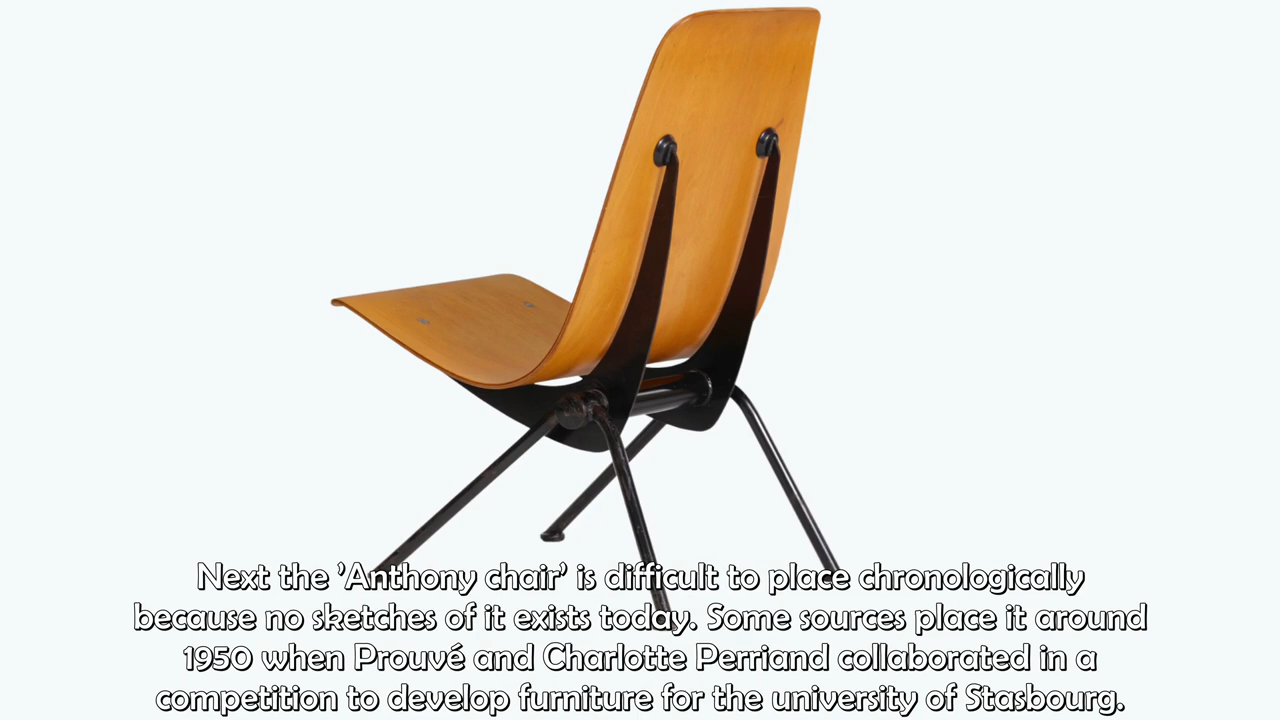 Next the 'Anthony chair' is difficult to place chronologically
because no sketches of it exists today. Some sources place it around
1950 when Prouvé and Charlotte Perriand collaborated in a
competition to develop furniture for the university of Stasbourg.